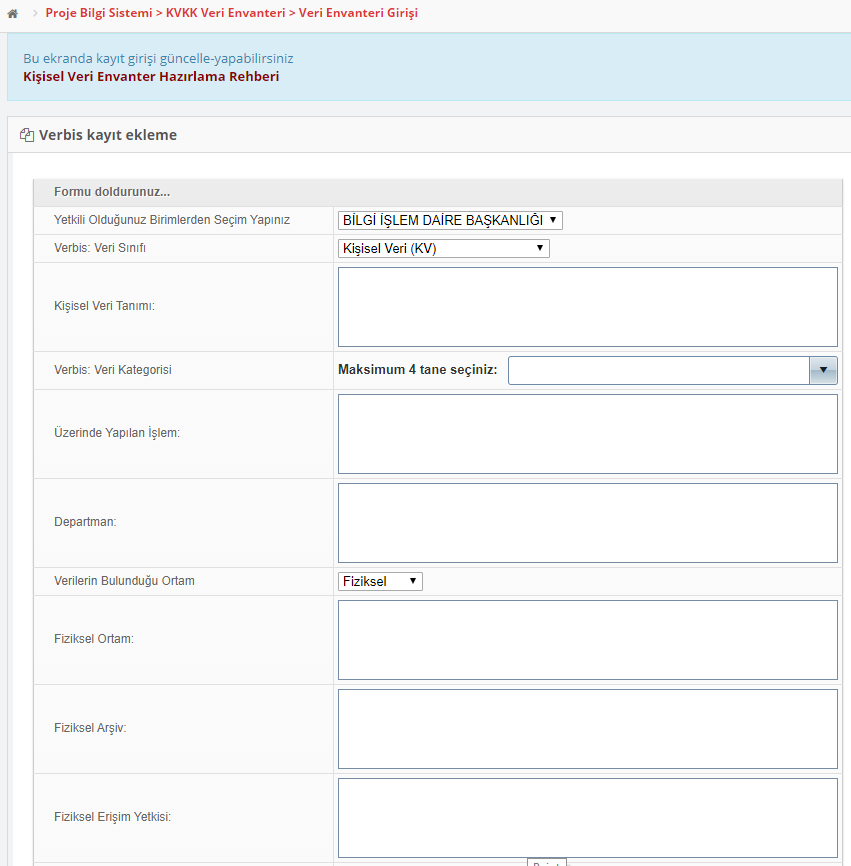 Proje Bilgi Sistemi > KVKK Veri Envanteri > Veri Envanteri Girişi
Bu ekranda kayıt girişi güncelle-yapabilirsiniz
Kişisel Veri Envanter Hazırlama Rehberi
Verbis kayıt ekleme
Formu doldurunuz...
Yetkili Olduğunuz Birimlerden Seçim Yapınız BİLGİ İŞLEM DAİRE BAŞKANLIĞI
Verbis: Veri Sınıfı Kişisel Veri (KV)
Kişisel Veri Tanımı:
Verbis: Veri Kategorisi Maksimum 4 tane seçiniz:
Üzerinde Yapılan İşlem:
Departman:
Verilerin Bulunduğu Ortam Fiziksel
Fiziksel Ortam:
Fiziksel Arşiv:
Fiziksel Erişim Yetkisi: